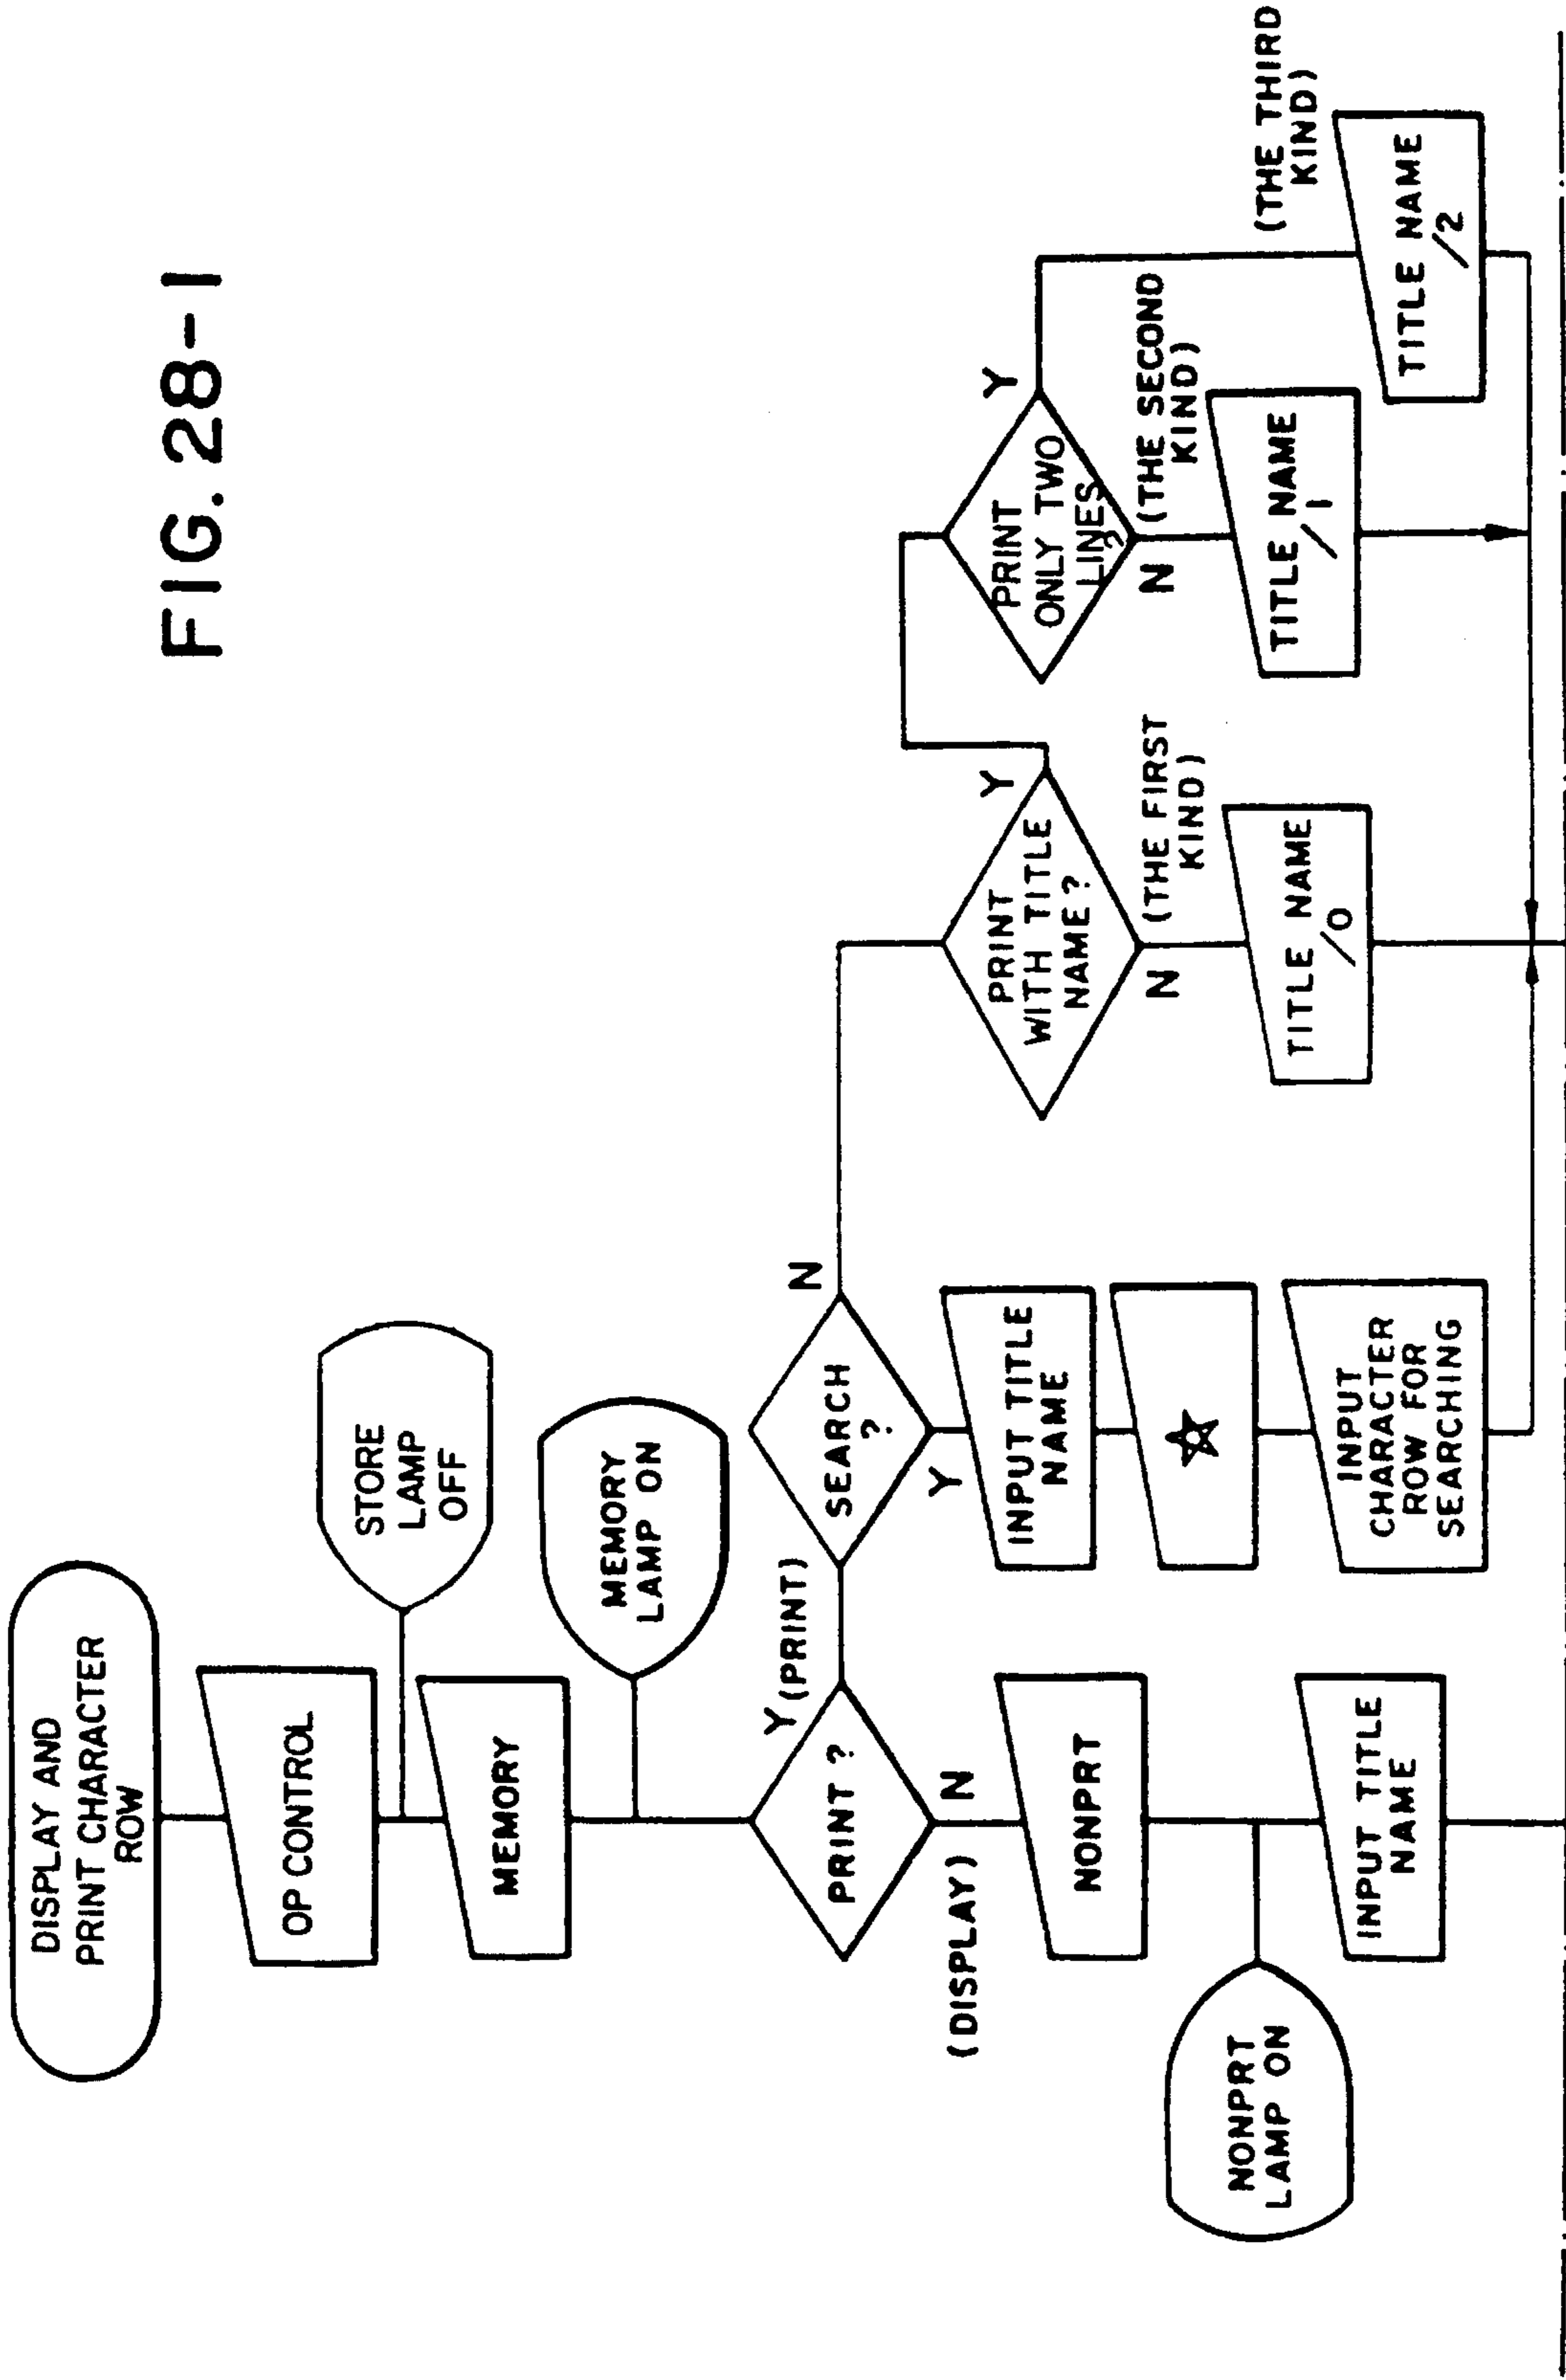 FIG. 28-1
DISPLAY AND
PRINT CHARACTER
ROW
OP CONTROL
STORE
LAMP
OFF
MEMORY
MEMORY
LAMP ON
PRINT ?
Y (PRINT)
N
(DISPLAY)
NONPRT
NONPRT
LAMP ON
INPUT TITLE
NAME
SEARCH
?
N
Y
INPUT TITLE
NAME
☆
INPUT
CHARACTER
ROW FOR
SEARCHING
PRINT
WITH TITLE
NAME?
Y
N
(THE FIRST
KIND)
TITLE NAME
/0
PRINT
ONLY TWO
LINES?
Y
N
(THE SECOND
KIND)
TITLE NAME
/1
(THE THIRD
KIND)
TITLE NAME
/2